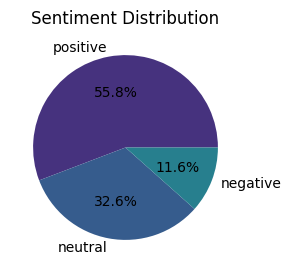 Sentiment Distribution
positive
55.8%
11.6%
negative
32.6%
neutral